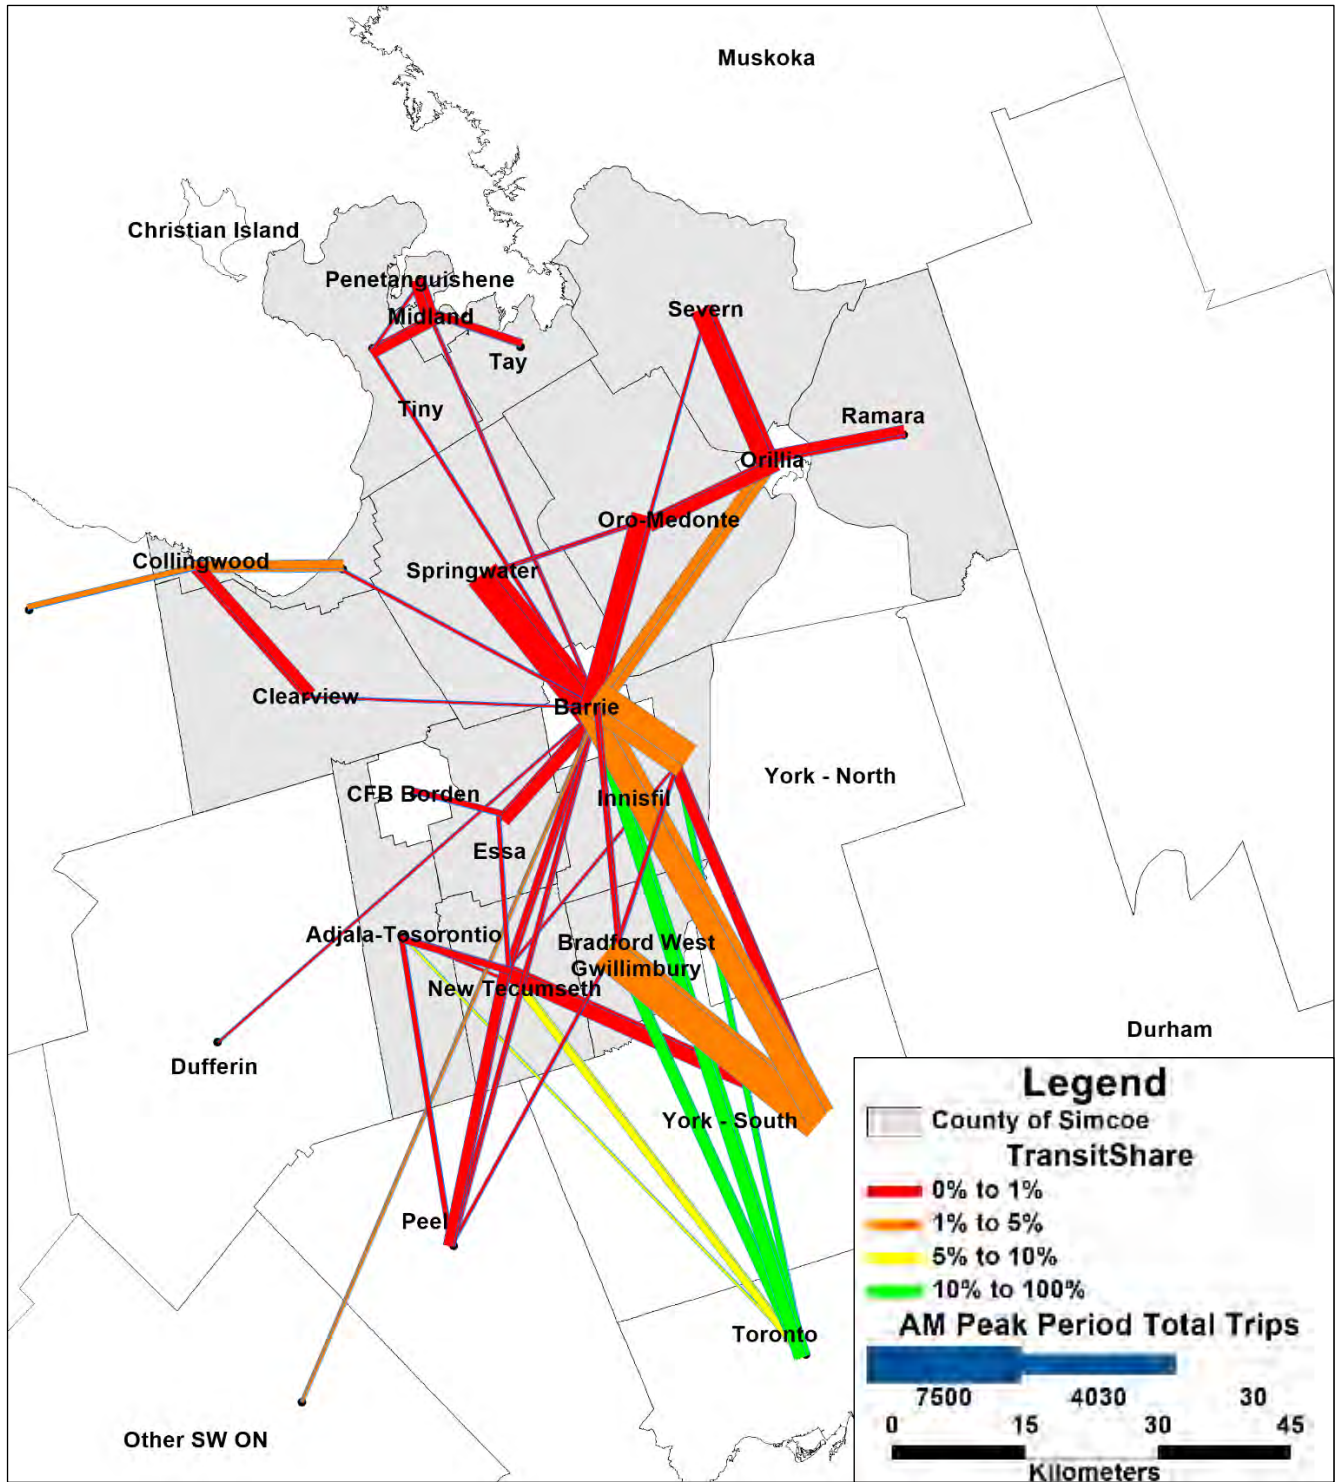 Muskoka
Christian Island
Penetanguishene
Midland
Severn
Tay
Tiny
Ramara
Orillia
Oro-Medonte
Collingwood
Springwater
Clearview
Barrie
York - North
CFB Borden
Innisfil
Essa
Adjala-Tosorontio
Bradford West
Gwillimbury
New Tecumseth
Durham
Dufferin
York - South
Peel
Toronto
Other SW ON
Legend
County of Simcoe
TransitShare
0% to 1%
1% to 5%
5% to 10%
10% to 100%
AM Peak Period Total Trips
7500 4030 30
0 15 30 45
Kilometers